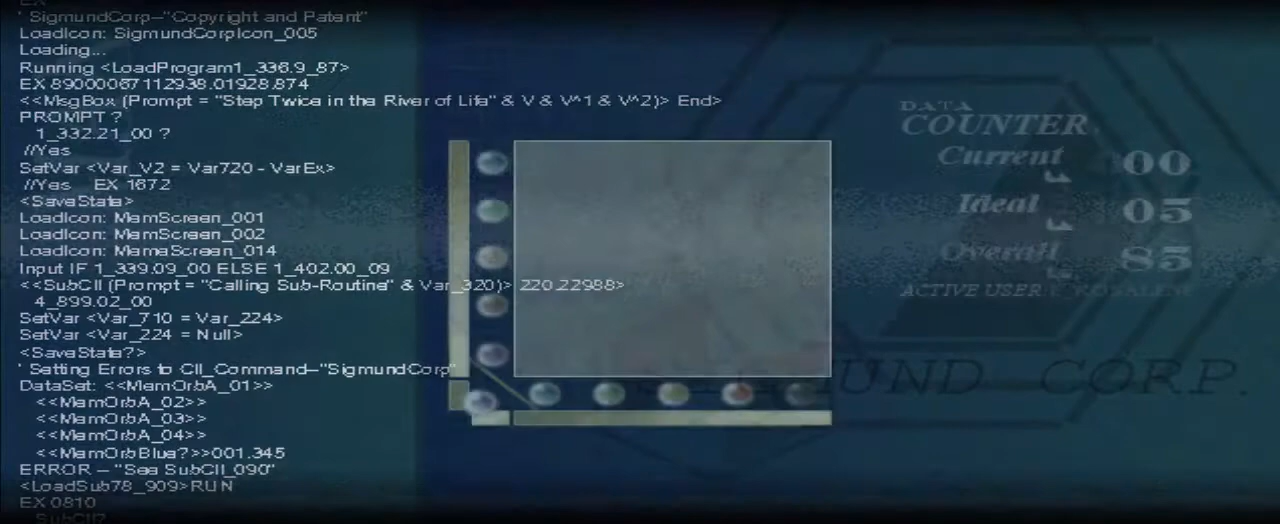 EX
' SigmundCorp--"Copyright and Patent"
LoadIcon: SigmundCorpIcon_005
Loading...
Running <LoadProgram1_336.9_87>
EX 89000067112938.01928.874
<<MsgBox (Prompt = "Step Twice in the River of Life" & V & V^1 & V^2)> End>
PROMPT ?
1_332.21_00 ?
//Yes
SetVar <Var_V2 = Var720 - VarEx>
//Yes EX 1672
<SaveState>
LoadIcon: MemScreen_001
LoadIcon: MemScreen_002
LoadIcon: MemeScreen_014
Input IF 1_339.09_00 ELSE 1_402.00_09
<<SubCll (Prompt = "Calling Sub-Routine" & Var_320)> 220.22988>
4_899.02_00
SetVar <Var_710 = Var_224>
SetVar <Var_224 = Null>
<SaveState?>
' Setting Errors to Cll_Command--"SigmundCorp"
DataSet: <<MemOrbA_01>>
<<MemOrbA_02>>
<<MemOrbA_03>>
<<MemOrbA_04>>
<<MemOrbBlue?>>001.345
ERROR -- "See SubCll_090"
<LoadSub78_909>RUN
EX 0810
SubCll?
DATA
COUNTER
Current 00
Ideal 05
Overall 85
ACTIVE USER:
MUND CORP.